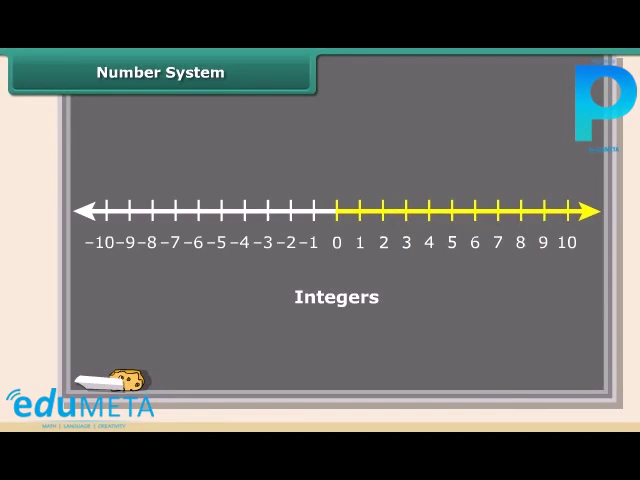 Number System
P
−10 −9 −8 −7 −6 −5 −4 −3 −2 −1 0 1 2 3 4 5 6 7 8 9 10
Integers
eduMETA
MATH | LANGUAGE | CREATIVITY